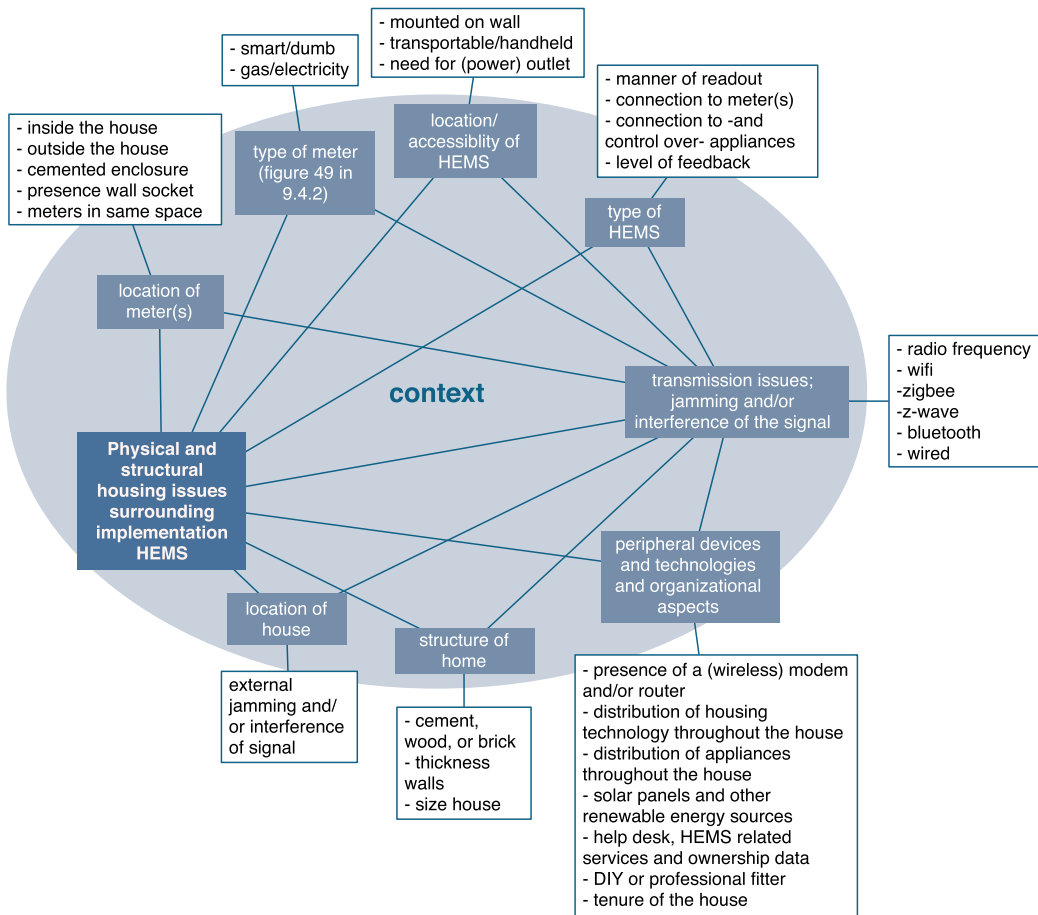 - mounted on wall
- transportable/handheld
- need for (power) outlet
- smart/dumb
- gas/electricity
- manner of readout
- connection to meter(s)
- connection to -and
control over- appliances
- level of feedback
- inside the house
- outside the house
- cemented enclosure
- presence wall socket
- meters in same space
location/
accessiblity of
HEMS
type of meter
(figure 49 in
9.4.2)
type of
HEMS
location of
meter(s)
context
transmission issues;
jamming and/or
interference of the signal
- radio frequency
- wifi
-zigbee
-z-wave
- bluetooth
- wired
Physical and
structural
housing issues
surrounding
implementation
HEMS
peripheral devices
and technologies
and organizational
aspects
location of
house
structure of
home
external
jamming and/
or interference
of signal
- cement,
wood, or brick
- thickness
walls
- size house
- presence of a (wireless) modem
and/or router
- distribution of housing
technology throughout the house
- distribution of appliances
throughout the house
- solar panels and other
renewable energy sources
- help desk, HEMS related
services and ownership data
- DIY or professional fitter
- tenure of the house